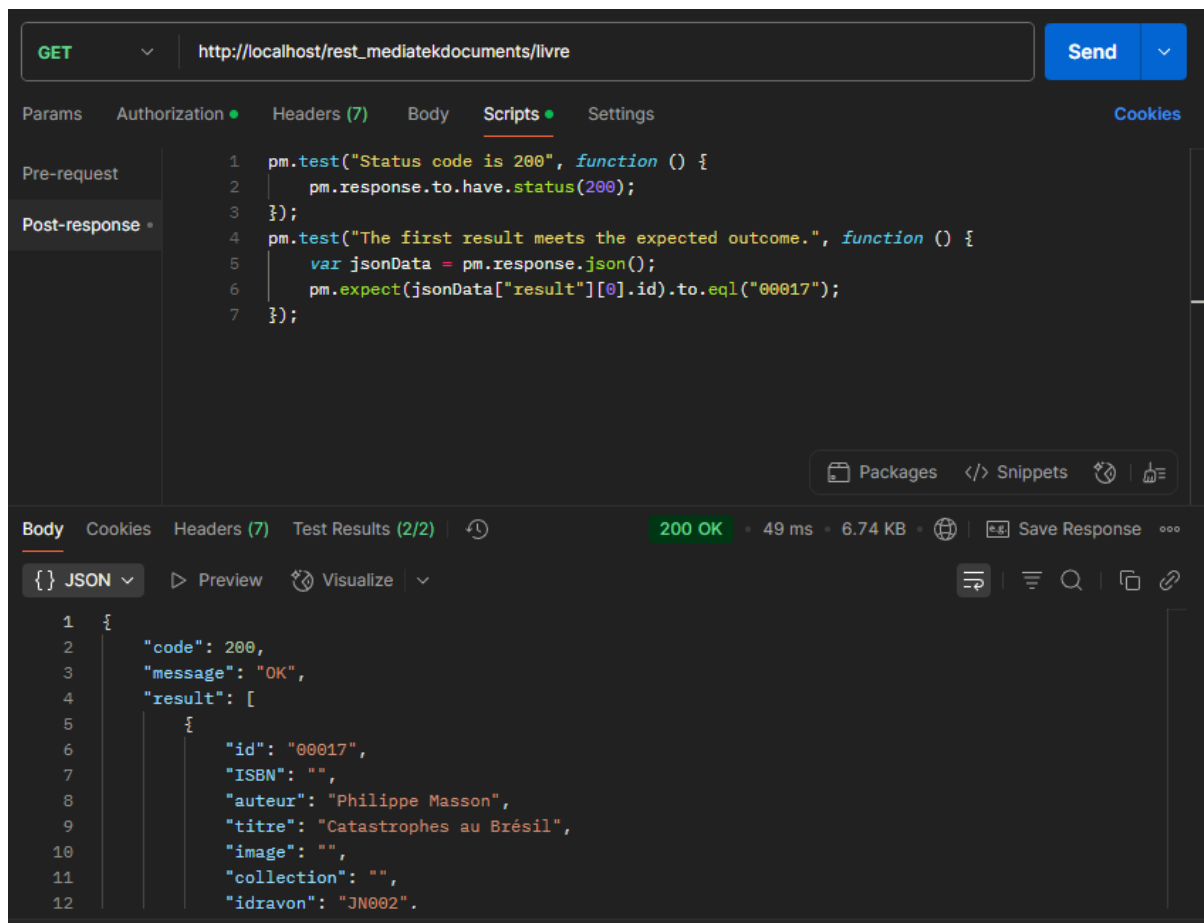 GET http://localhost/rest_mediatekdocuments/livre Send
Params Authorization Headers (7) Body Scripts Settings Cookies
Pre-request
Post-response
1 pm.test("Status code is 200", function () {
2 pm.response.to.have.status(200);
3 });
4 pm.test("The first result meets the expected outcome.", function () {
5 var jsonData = pm.response.json();
6 pm.expect(jsonData["result"][0].id).to.eql("00017");
7 });
Packages </> Snippets
Body Cookies Headers (7) Test Results (2/2) 200 OK • 49 ms • 6.74 KB • e.g. Save Response
{} JSON Preview Visualize
1 {
2 "code": 200,
3 "message": "OK",
4 "result": [
5 {
6 "id": "00017",
7 "ISBN": "",
8 "auteur": "Philippe Masson",
9 "titre": "Catastrophes au Brésil",
10 "image": "",
11 "collection": "",
12 "idravon": "JN002".